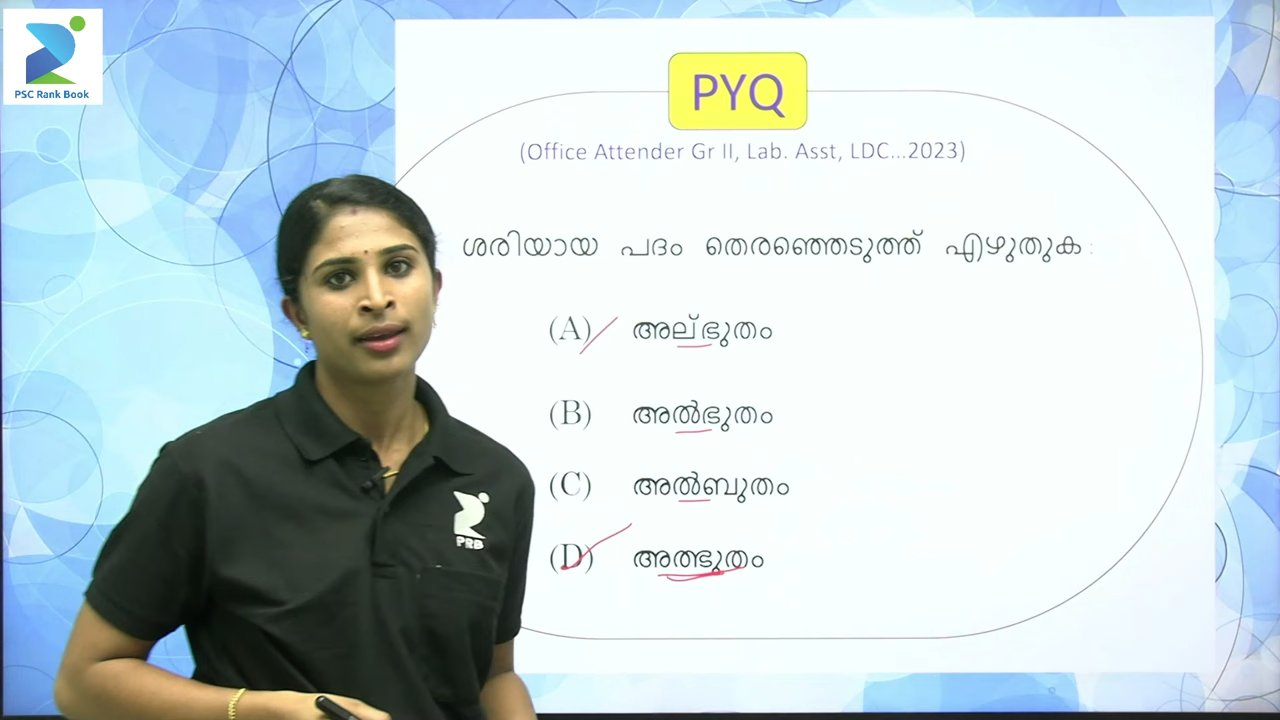 PSC Rank Book
PYQ
(Office Attender Gr II, Lab. Asst, LDC...2023)
ശരിയായ പദം തെരഞ്ഞെടുത്ത് എഴുതുക :
(A) അല്ഭുതം
(B) അൽഭുതം
(C) അൽബുതം
(D) അത്ഭുതം
PRB